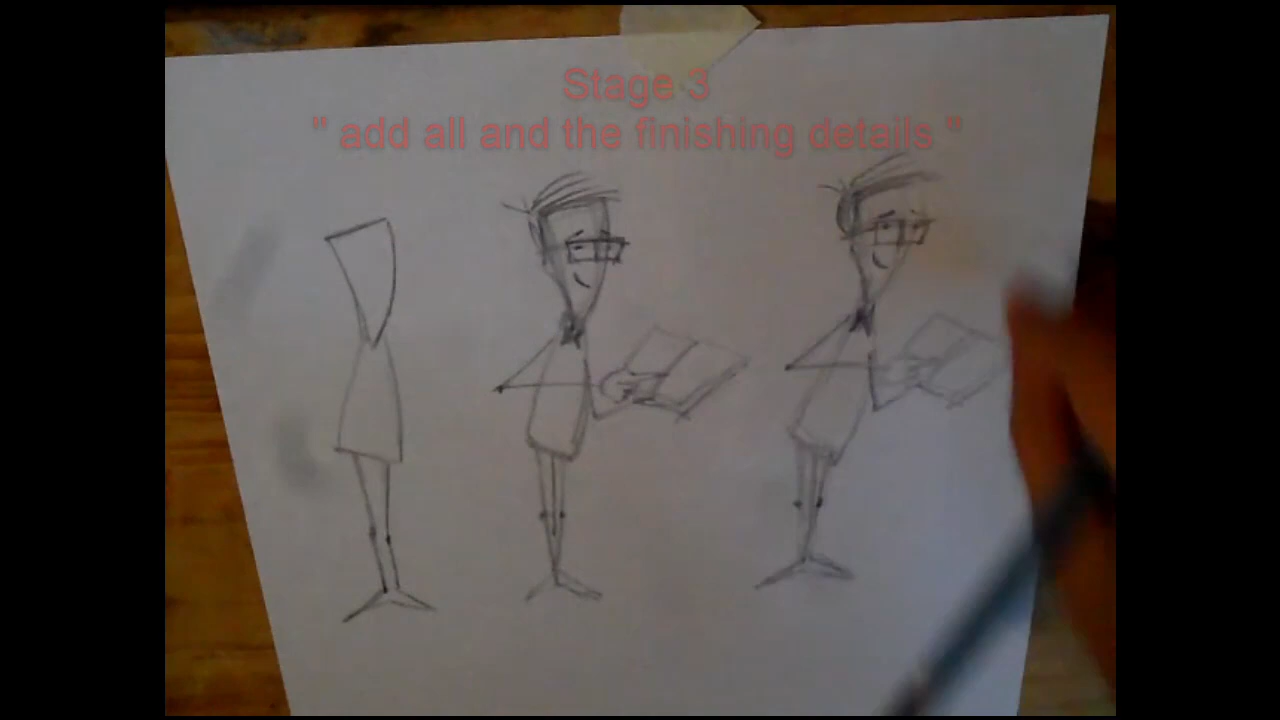 Stage 3
" add all and the finishing details "